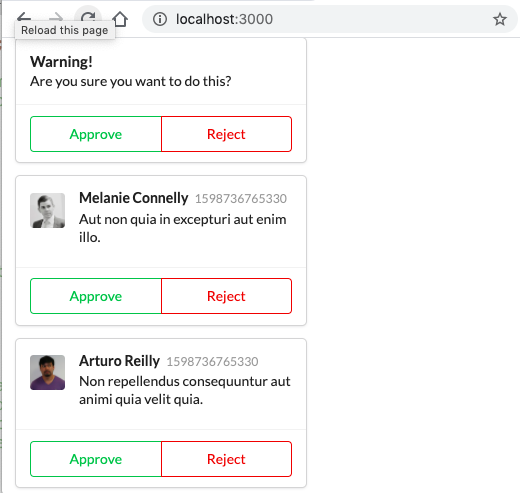 localhost:3000
Reload this page
Warning!
Are you sure you want to do this?
Approve Reject
Melanie Connelly 1598736765330
Aut non quia in excepturi aut enim
illo.
Approve Reject
Arturo Reilly 1598736765330
Non repellendus consequuntur aut
animi quia velit quia.
Approve Reject